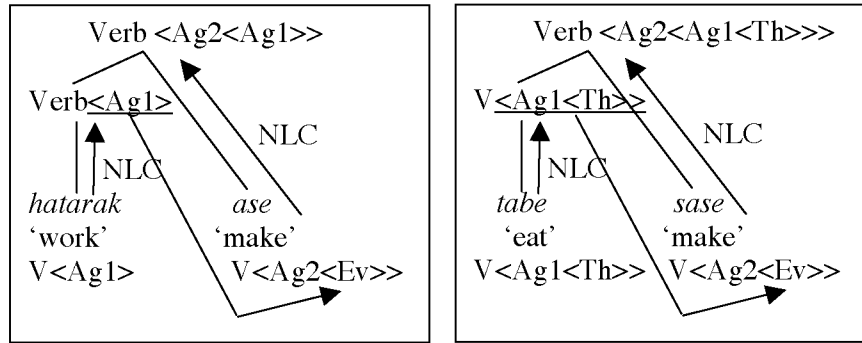 Verb <Ag2<Ag1>>
Verb<Ag1>
NLC
NLC
hatarak ase
‘work’ ‘make’
V<Ag1> V<Ag2<Ev>>
Verb <Ag2<Ag1<Th>>>
V<Ag1<Th>>
NLC
NLC
tabe sase
‘eat’ ‘make’
V<Ag1<Th>> V<Ag2<Ev>>